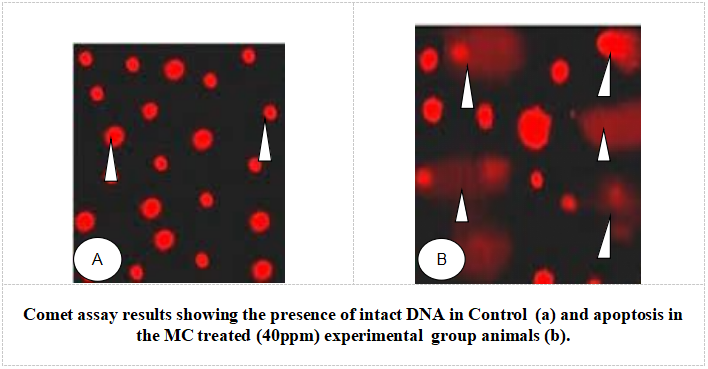 A
B
Comet assay results showing the presence of intact DNA in Control (a) and apoptosis in
the MC treated (40ppm) experimental group animals (b).